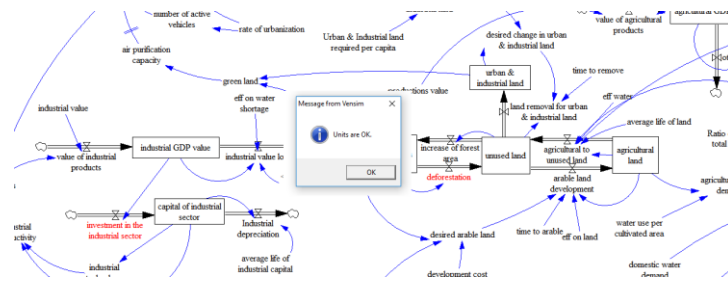 number of active
vehicles
rate of urbanization
air purification
capacity
Urban & Industrial land
required per capita
desired change in urban
& industrial land
value of agricultural
products
agricultural GDP
green land
urban &
industrial land
time to remove
industrial value
eff on water
shortage
productions value
land removal for urban
& industrial land
eff water
average life of land
Message from Vensim
Units are OK.
OK
value of industrial
products
industrial GDP value
industrial value lo
increase of forest
area
deforestation
unused land
agricultural to
unused land
arable land
development
agricultural
land
Ratio
total
agricultu
den
investment in the
industrial sector
capital of industrial
sector
Industrial
depreciation
average life of
industrial capital
industrial
desired arable land
development cost
time to arable
eff on land
water use per
cultivated area
domestic water
demand